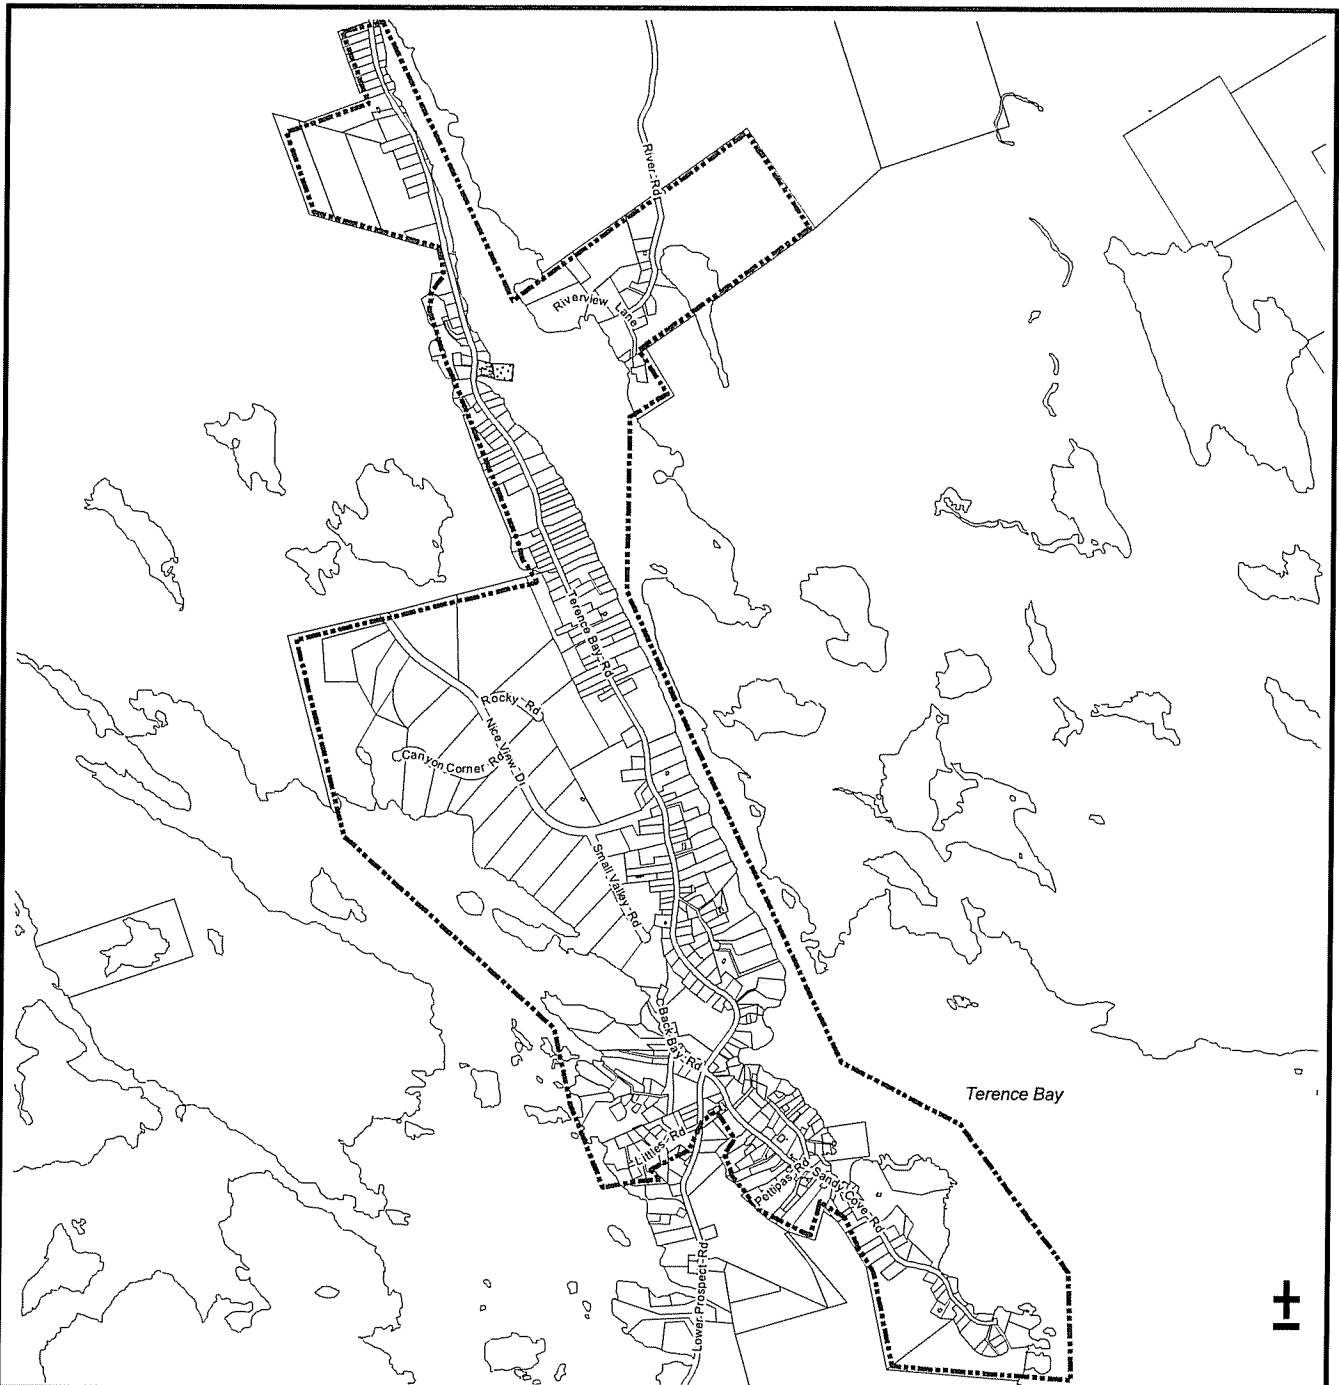 River Rd
Riverview Lane
Terence Bay Rd
Rocky Rd
Nice View Dr
Canyon Corner Rd
Small Valley Rd
Back Bay Rd
Terence Bay
Littles Rd
Pettipas Rd
Sandy Cove Rd
Lower Prospect Rd